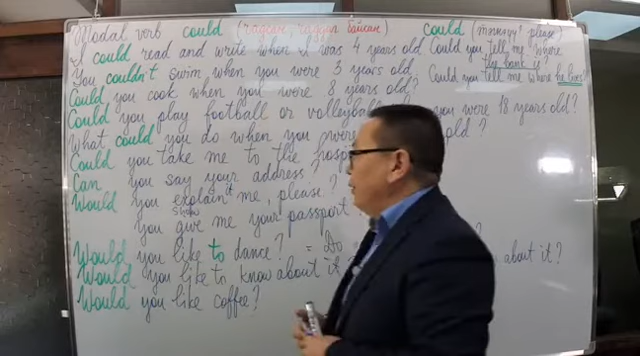 Modal verb could (чадсан, чаддаг байсан) could (please)
I could read and write when I was 4 years old Could you tell me where the bank is?
You couldn't swim when you were 3 years old. Could you tell me where he lives?
Could you cook when you were 8 years old?
Could you play football or volleyball you were 18 years old?
What could you do when you were old?
Could you take me to the
Can you say your address?
Would you explain it me, please?
show
you give me your passport
Would you like to dance? = Do
Would you like to know about it about it?
Would you like coffee?